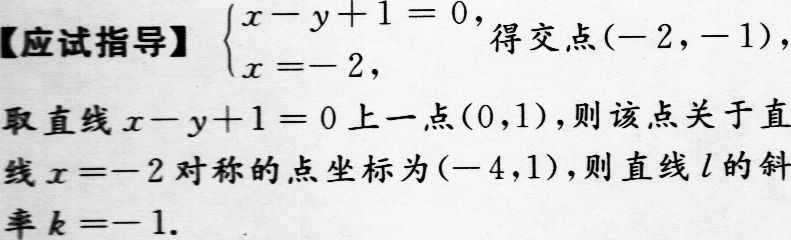 【应试指导】 { x－y＋1＝0， 得交点(－2，－1)，
x＝－2，
取直线 x－y＋1＝0 上一点(0，1)，则该点关于直
线 x＝－2 对称的点坐标为(－4，1)，则直线 l 的斜
率 k＝－1.